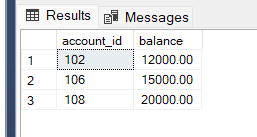 Results Messages
account_id balance
1 102 12000.00
2 106 15000.00
3 108 20000.00